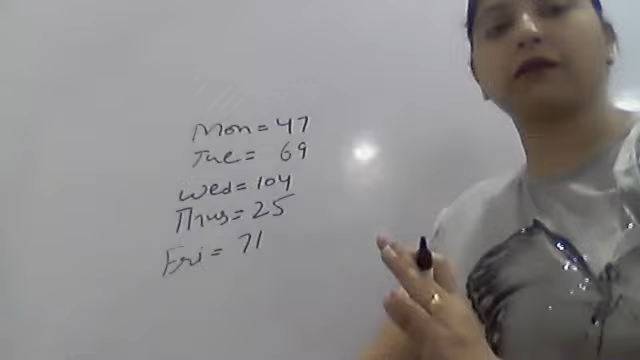 Mon = 47
Tue = 69
Wed = 104
Thus = 25
Fri = 71